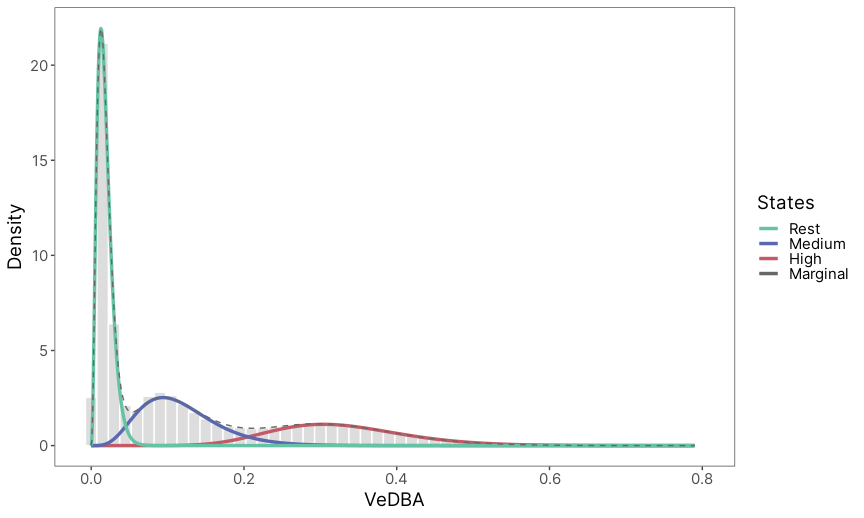 20
15
10
5
0
Density
0.0 0.2 0.4 0.6 0.8
VeDBA
States
Rest
Medium
High
Marginal